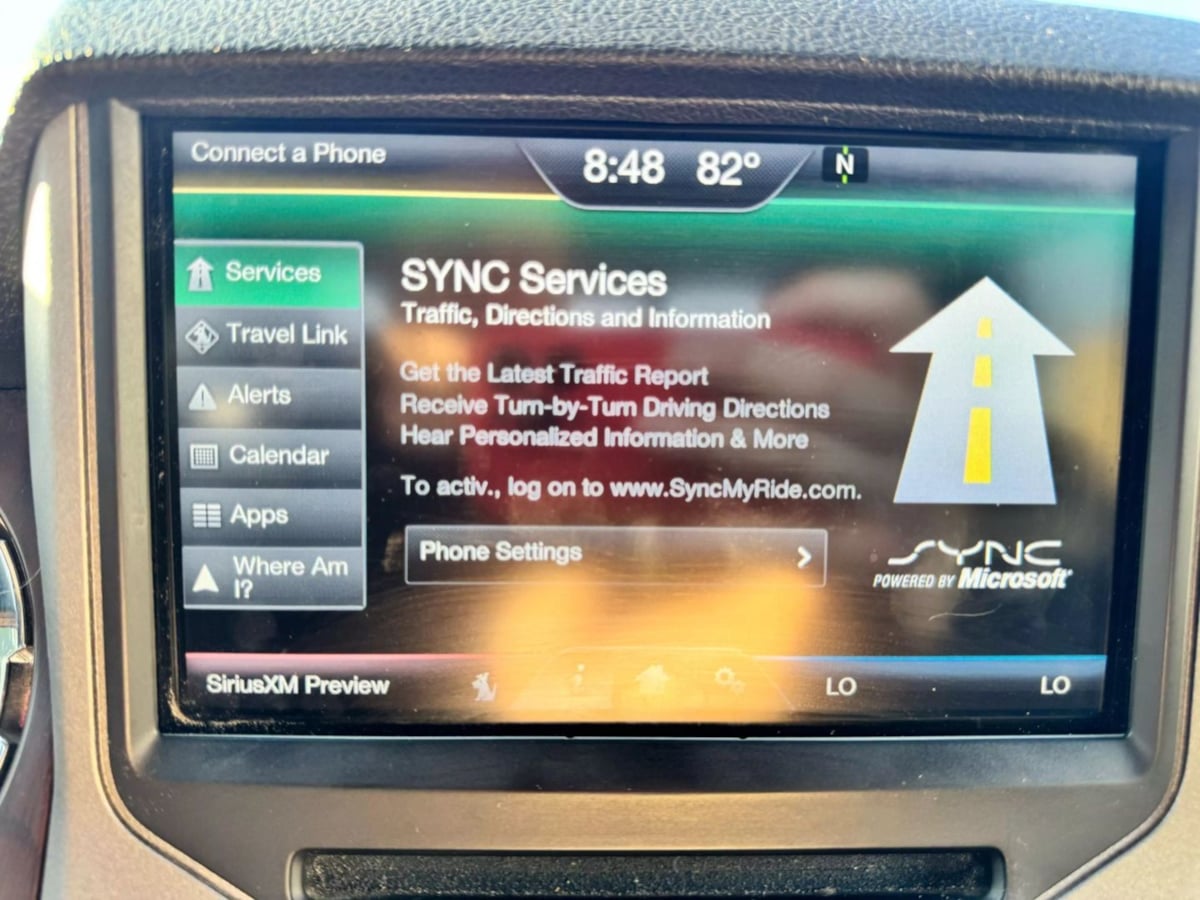 Connect a Phone
8:48 82° N
Services
Travel Link
Alerts
Calendar
Apps
Where Am
I?
SYNC Services
Traffic, Directions and Information
Get the Latest Traffic Report
Receive Turn-by-Turn Driving Directions
Hear Personalized Information & More
To activ., log on to www.SyncMyRide.com.
Phone Settings
SYNC
POWERED BY Microsoft®
SiriusXM Preview
LO LO